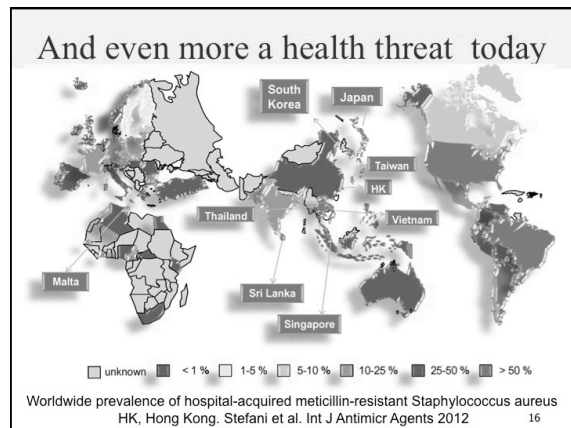 And even more a health threat today
South
Korea
Japan
Taiwan
HK
Thailand
Vietnam
Malta
Sri Lanka
Singapore
unknown < 1 % 1-5 % 5-10 % 10-25 % 25-50 % > 50 %
Worldwide prevalence of hospital-acquired meticillin-resistant Staphylococcus aureus
HK, Hong Kong. Stefani et al. Int J Antimicr Agents 2012 16